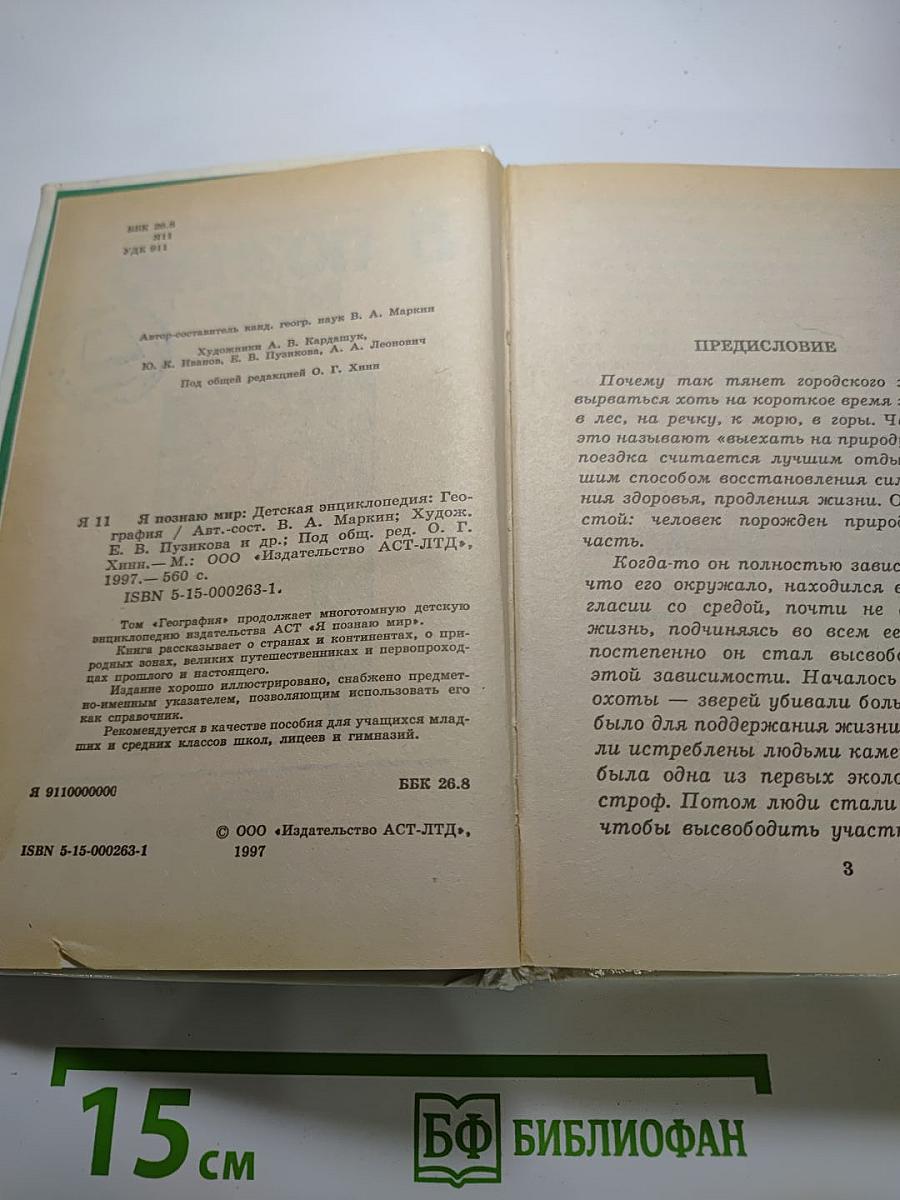 ББК 26.8
Я11
УДК 911
Автор-составитель канд. геогр. наук В. А. Маркин
Художники А. В. Кардашук,
Ю. К. Иванов, Е. В. Пузикова, А. А. Леонович
Под общей редакцией О. Г. Хинн
Я 11 Я познаю мир: Детская энциклопедия: Гео-
графия / Авт.-сост. В. А. Маркин; Худож.
Е. В. Пузикова и др.; Под общ. ред. О. Г.
Хинн.— М.: ООО «Издательство АСТ-ЛТД»,
1997.— 560 с.
ISBN 5-15-000263-1.
Том «География» продолжает многотомную детскую
энциклопедию издательства АСТ «Я познаю мир».
Книга рассказывает о странах и континентах, о при-
родных зонах, великих путешественниках и первопроход-
цах прошлого и настоящего.
Издание хорошо иллюстрировано, снабжено предмет-
но-именным указателем, позволяющим использовать его
как справочник.
Рекомендуется в качестве пособия для учащихся млад-
ших и средних классов школ, лицеев и гимназий.
Я 9110000000
ББК 26.8
© ООО «Издательство АСТ-ЛТД»,
1997
ISBN 5-15-000263-1
ПРЕДИСЛОВИЕ
Почему так тянет городского
вырваться хоть на короткое время
в лес, на речку, к морю, в горы. Ча
это называют «выехать на природу
поездка считается лучшим отды
шим способом восстановления сил
ния здоровья, продления жизни. О
стой: человек порожден природ
часть.
Когда-то он полностью завис
что его окружало, находился в
гласии со средой, почти не
жизнь, подчиняясь во всем ее
постепенно он стал высвобо
этой зависимости. Началось
охоты — зверей убивали боль
было для поддержания жизни
ли истреблены людьми каме
была одна из первых эколо
строф. Потом люди стали
чтобы высвободить участк
3
15 см
БФ БИБЛИОФАН